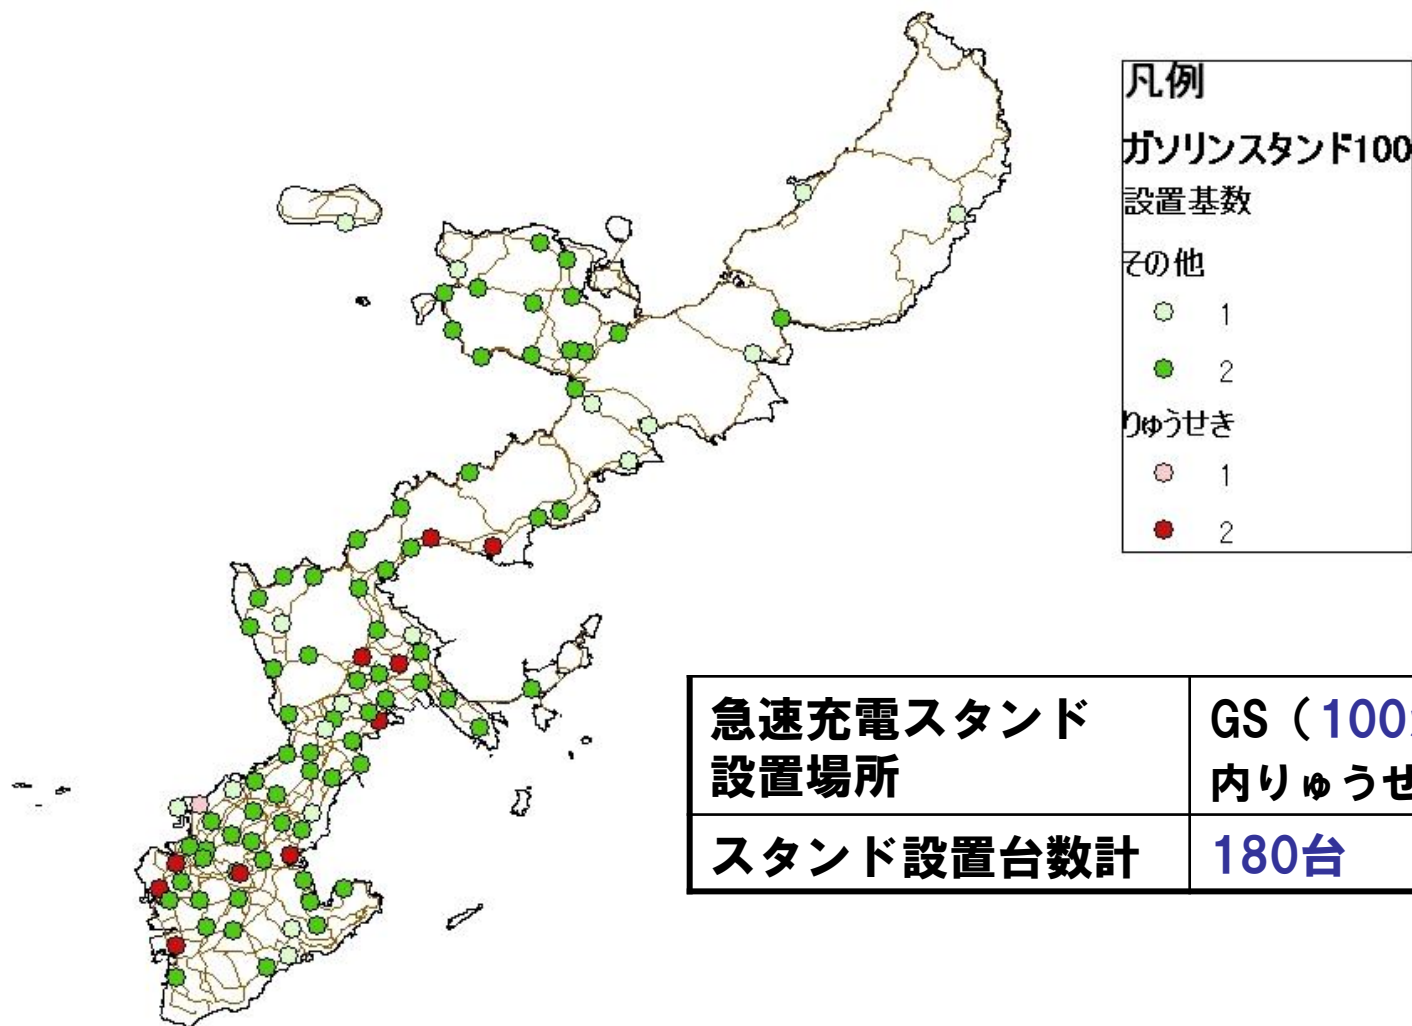 凡例
ガソリンスタンド100
設置基数
その他
1
2
りゅうせき
1
2
急速充電スタンド
設置場所
GS（100
内りゅうせ
スタンド設置台数計
180台